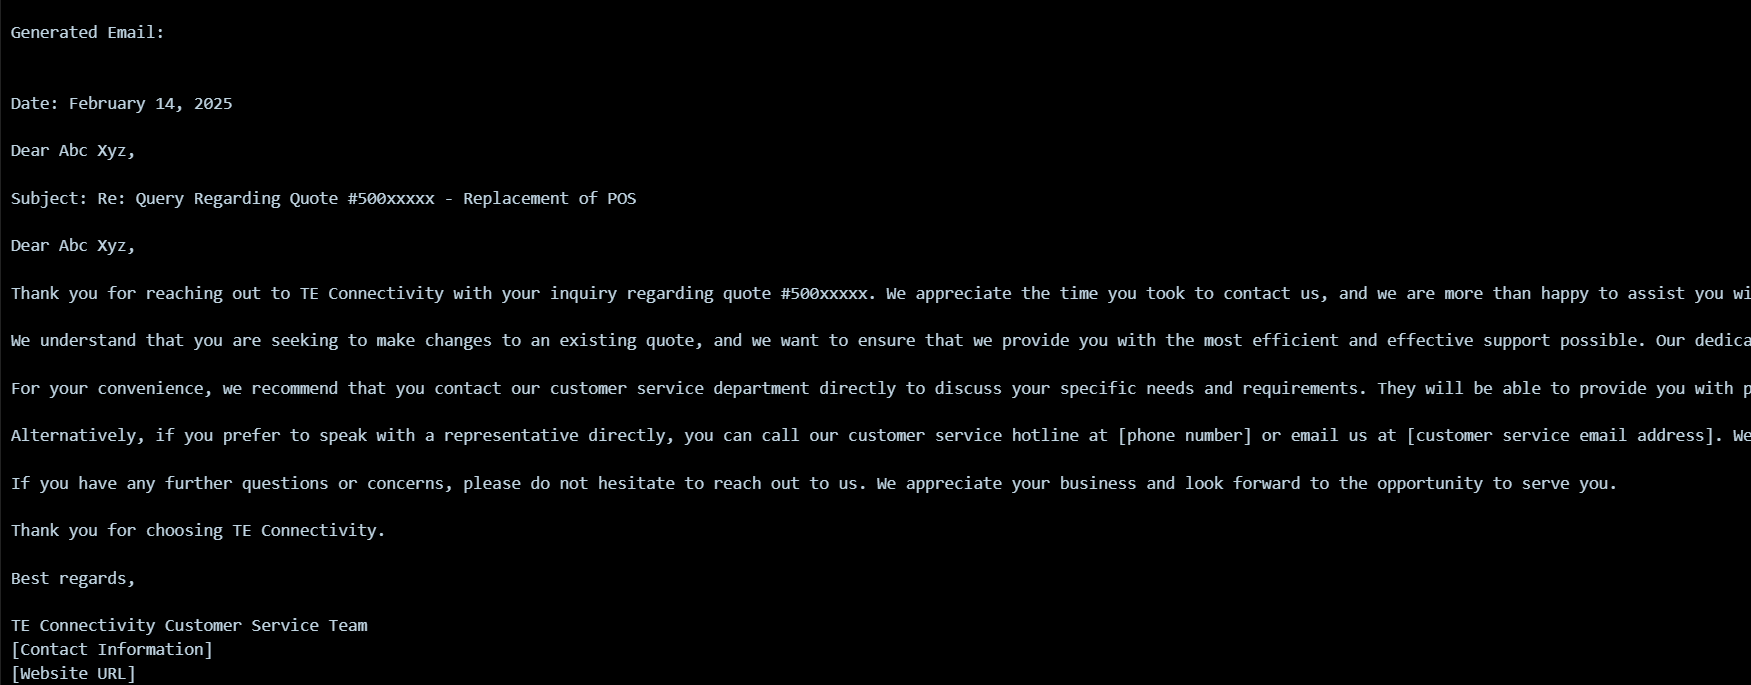 Generated Email:
Date: February 14, 2025
Dear Abc Xyz,
Subject: Re: Query Regarding Quote #500xxxxx - Replacement of POS
Dear Abc Xyz,
Thank you for reaching out to TE Connectivity with your inquiry regarding quote #500xxxxx. We appreciate the time you took to contact us, and we are more than happy to assist you wi
We understand that you are seeking to make changes to an existing quote, and we want to ensure that we provide you with the most efficient and effective support possible. Our dedica
For your convenience, we recommend that you contact our customer service department directly to discuss your specific needs and requirements. They will be able to provide you with p
Alternatively, if you prefer to speak with a representative directly, you can call our customer service hotline at [phone number] or email us at [customer service email address]. We
If you have any further questions or concerns, please do not hesitate to reach out to us. We appreciate your business and look forward to the opportunity to serve you.
Thank you for choosing TE Connectivity.
Best regards,
TE Connectivity Customer Service Team
[Contact Information]
[Website URL]